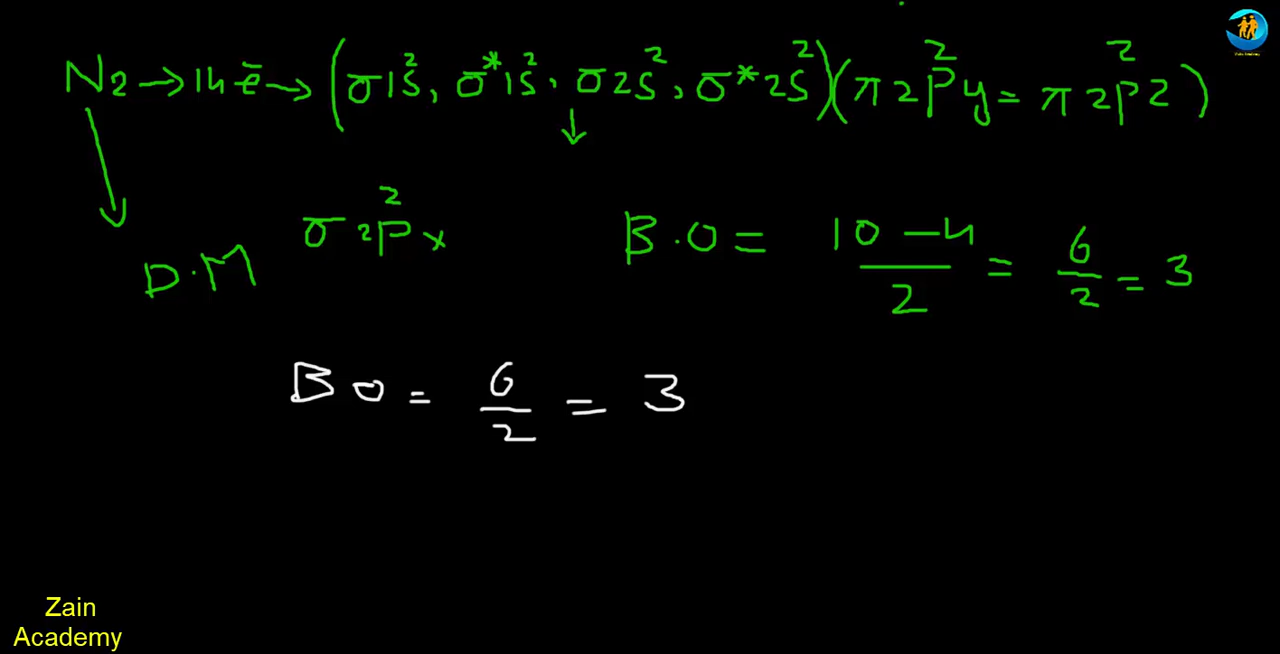 N2 → 14 ē → (σ1s², σ*1s², σ2s², σ*2s²)(π2p²y = π2p²z)
D.M σ2p²x B.O = 10 - 4 / 2 = 6/2 = 3
BO = 6/2 = 3
Zain
Academy